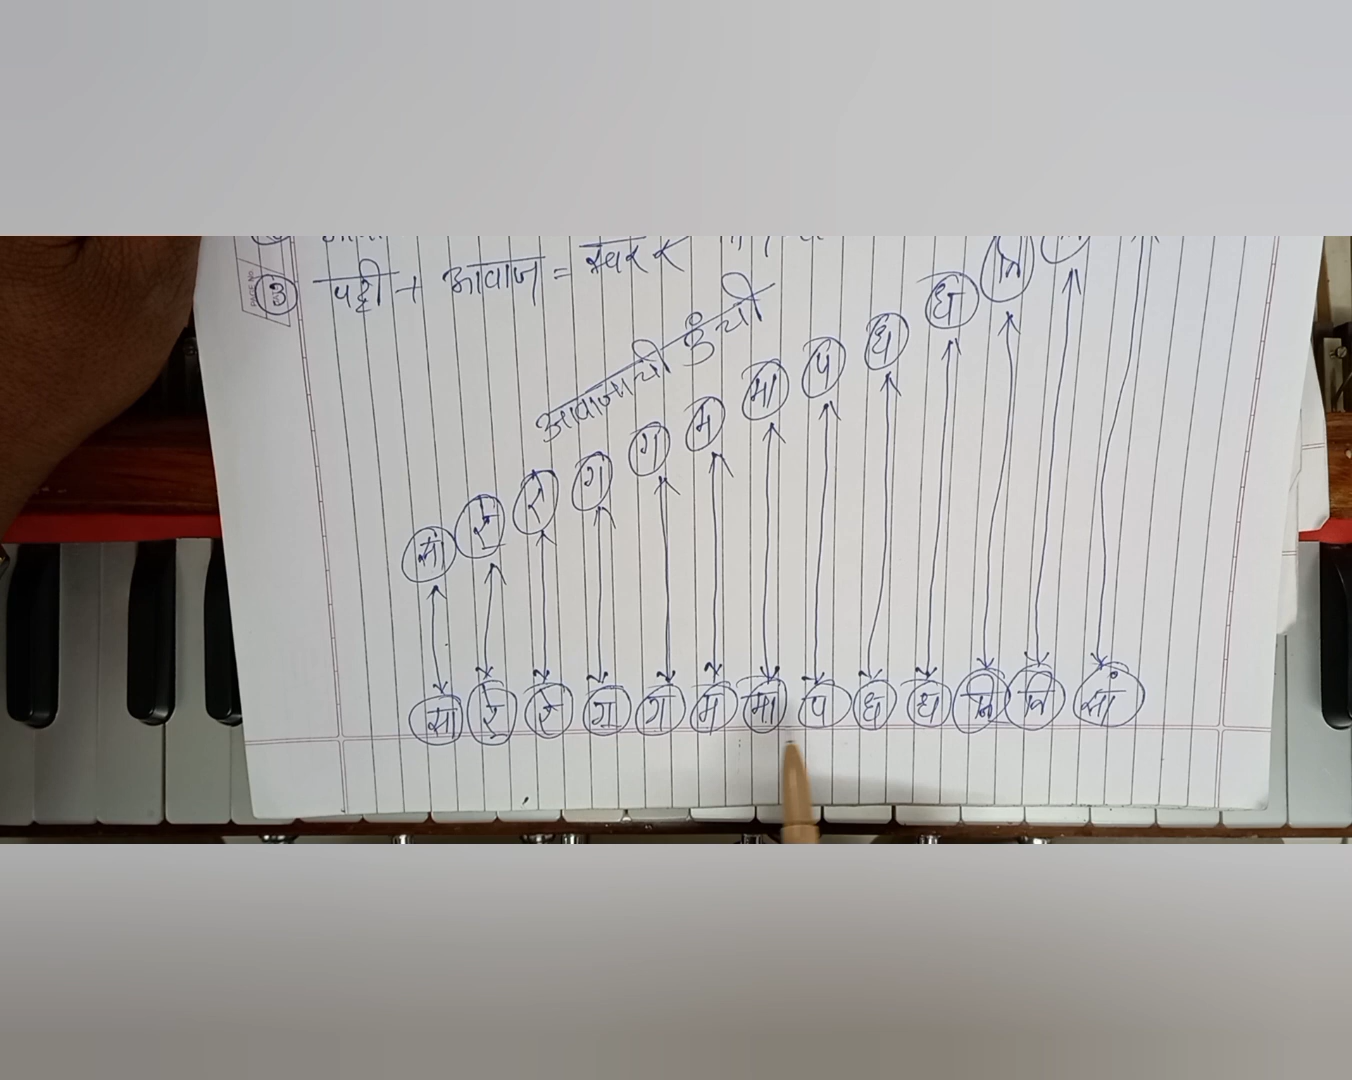 ③ पट्टी + आवाज = स्वर
आवाजाची उंची
सा रे रे ग ग म मा प ध ध नि
सा रे रे ग ग म मा प ध ध नि नि सां